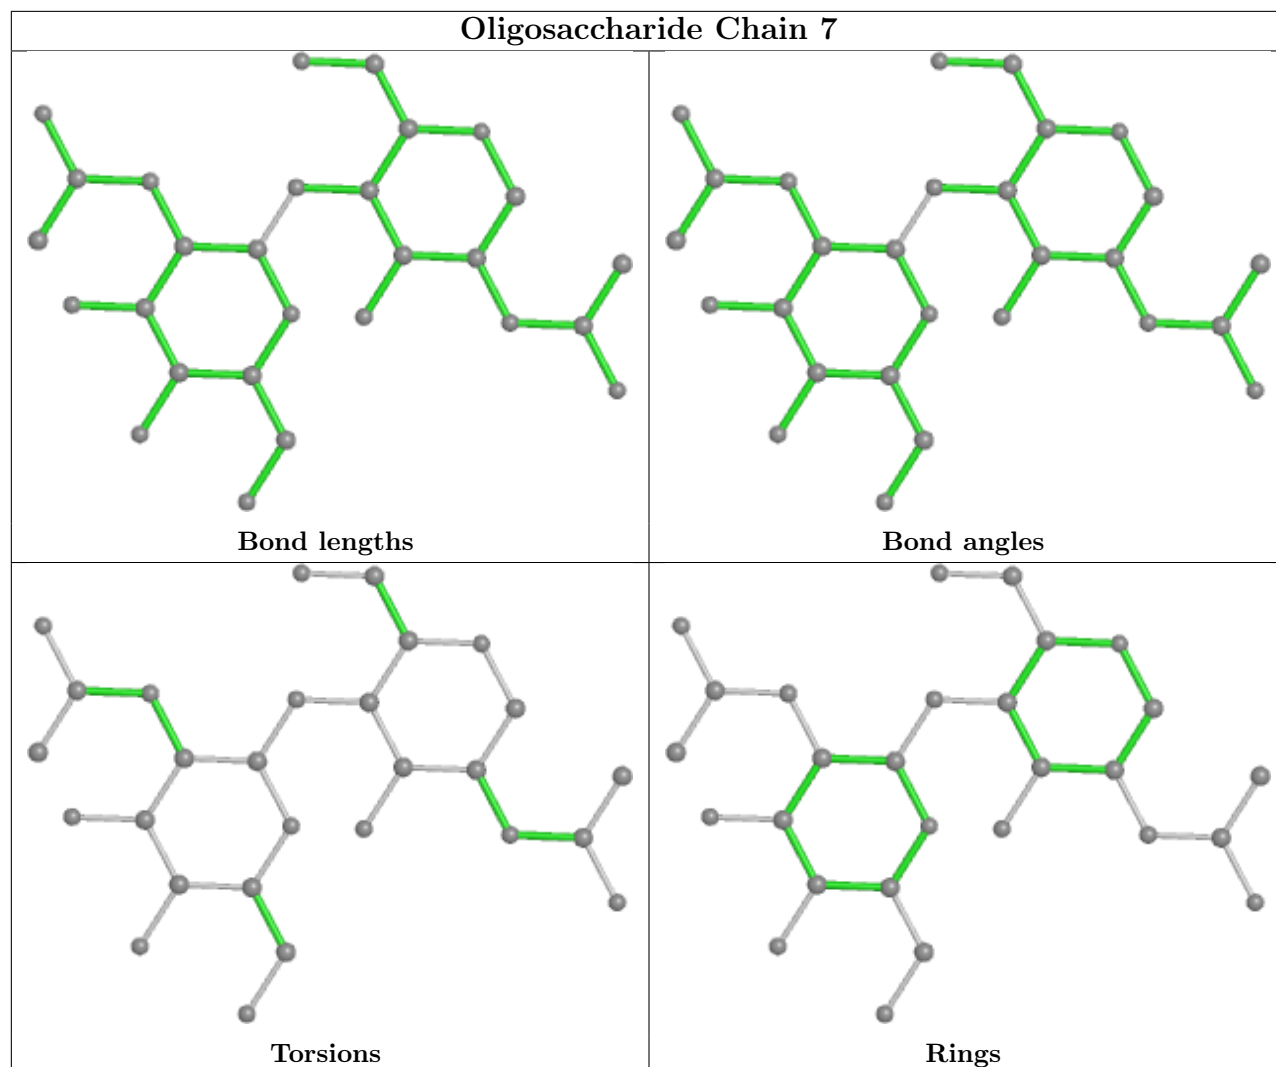 Oligosaccharide Chain 7
Bond lengths
Bond angles
Torsions
Rings